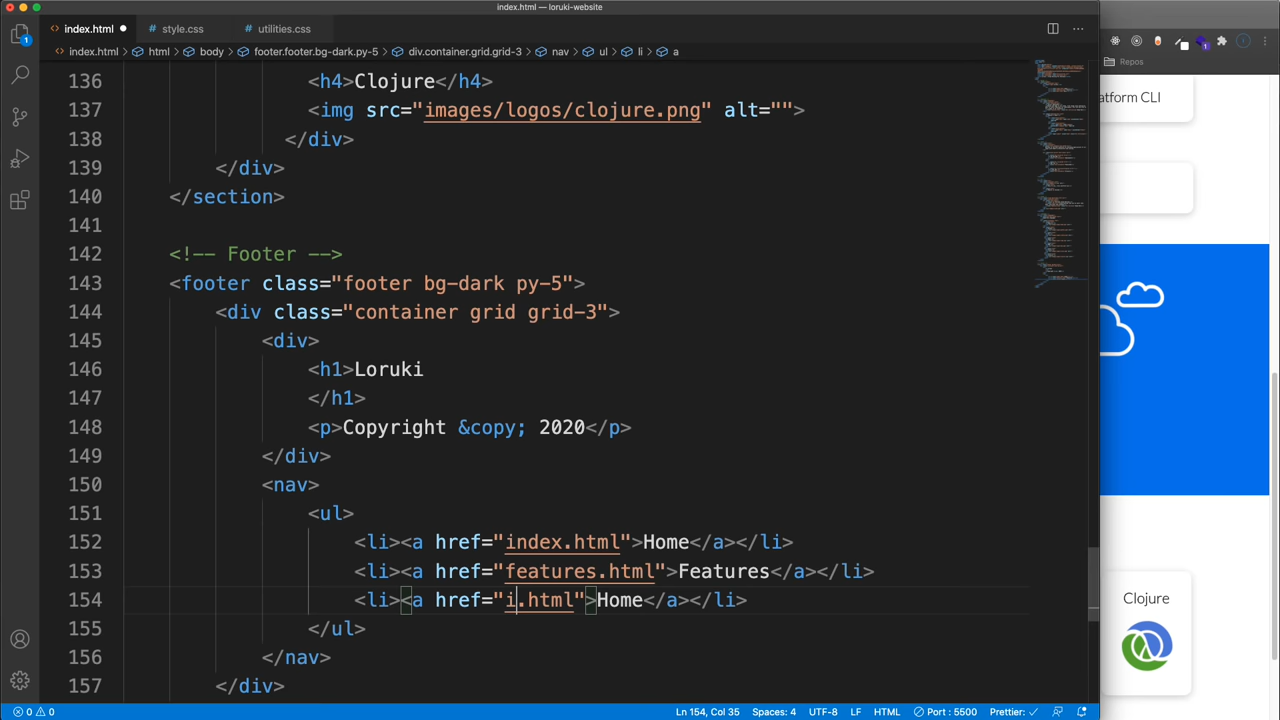 index.html — loruki-website
index.html ● style.css utilities.css
index.html > html > body > footer.footer.bg-dark.py-5 > div.container.grid.grid-3 > nav > ul > li > a
136 <h4>Clojure</h4>
137 <img src="images/logos/clojure.png" alt="">
138 </div>
139 </div>
140 </section>
141
142 <!-- Footer -->
143 <footer class="footer bg-dark py-5">
144 <div class="container grid grid-3">
145 <div>
146 <h1>Loruki
147 </h1>
148 <p>Copyright &copy; 2020</p>
149 </div>
150 <nav>
151 <ul>
152 <li><a href="index.html">Home</a></li>
153 <li><a href="features.html">Features</a></li>
154 <li><a href="i.html">Home</a></li>
155 </ul>
156 </nav>
157 </div>
1
0 0 Ln 154, Col 35 Spaces: 4 UTF-8 LF HTML Port : 5500 Prettier: ✓
1
Repos
atform CLI
Clojure